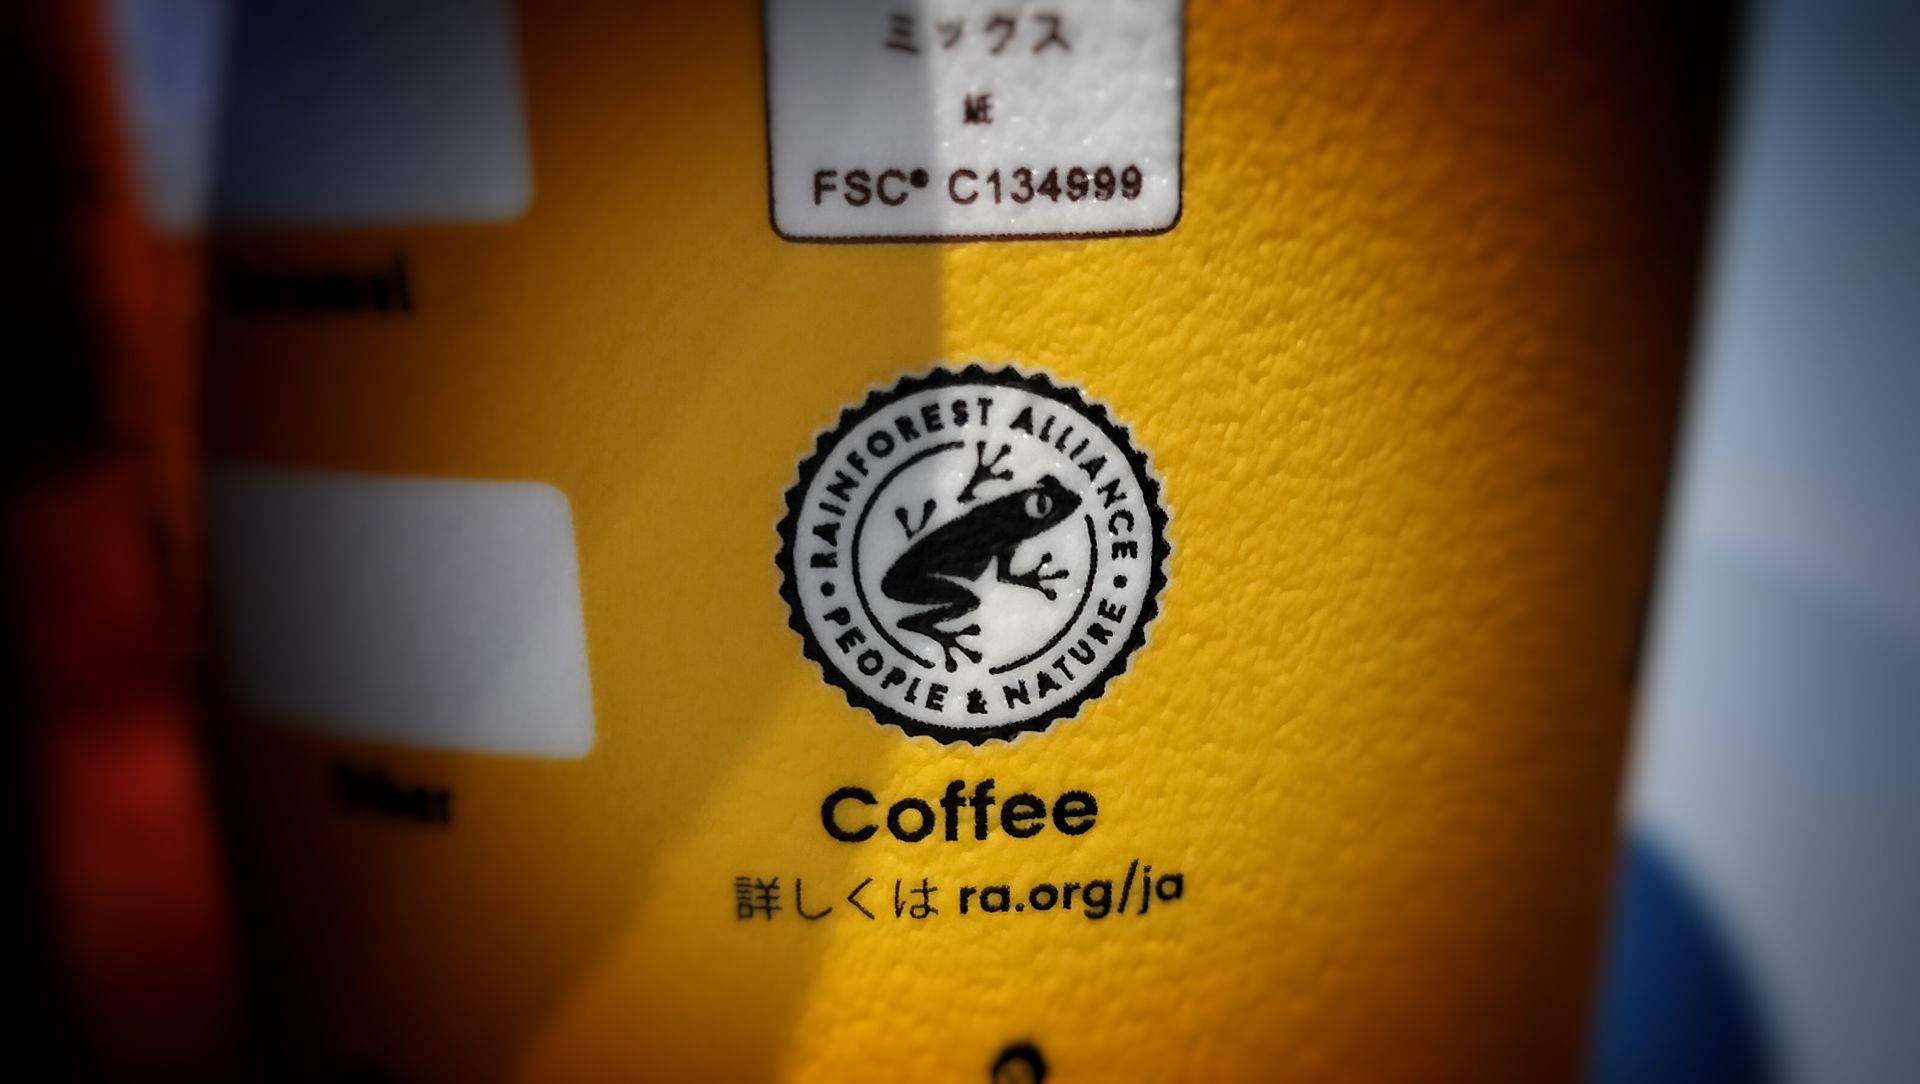 ミックス
紙
FSC® C134999
RAINFOREST ALLIANCE
PEOPLE & NATURE
Coffee
詳しくは ra.org/ja